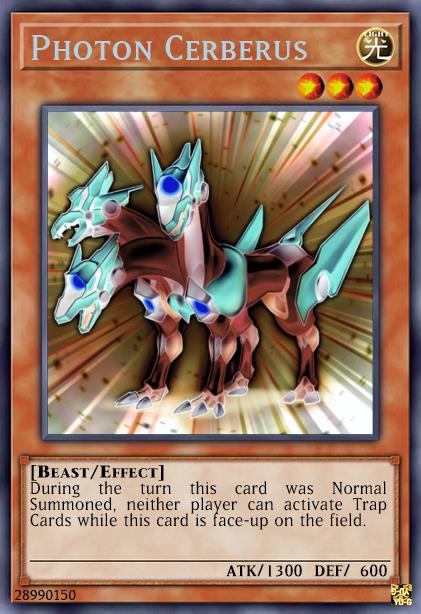 PHOTON CERBERUS
LIGHT
光
[BEAST/EFFECT]
During the turn this card was Normal
Summoned, neither player can activate Trap
Cards while this card is face-up on the field.
ATK/1300 DEF/ 600
28990150